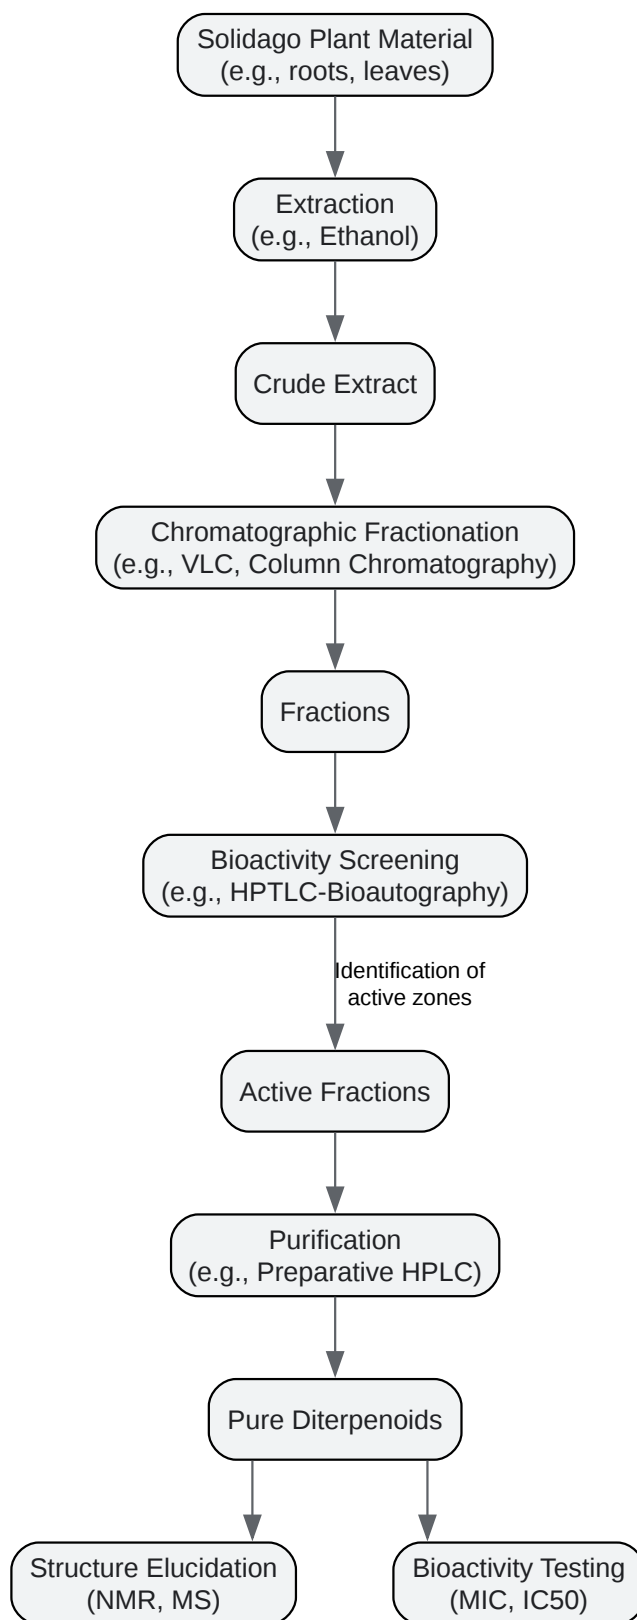 Solidago Plant Material
(e.g., roots, leaves)
Extraction
(e.g., Ethanol)
Crude Extract
Chromatographic Fractionation
(e.g., VLC, Column Chromatography)
Fractions
Bioactivity Screening
(e.g., HPTLC-Bioautography)
Identification of
active zones
Active Fractions
Purification
(e.g., Preparative HPLC)
Pure Diterpenoids
Structure Elucidation
(NMR, MS)
Bioactivity Testing
(MIC, IC50)